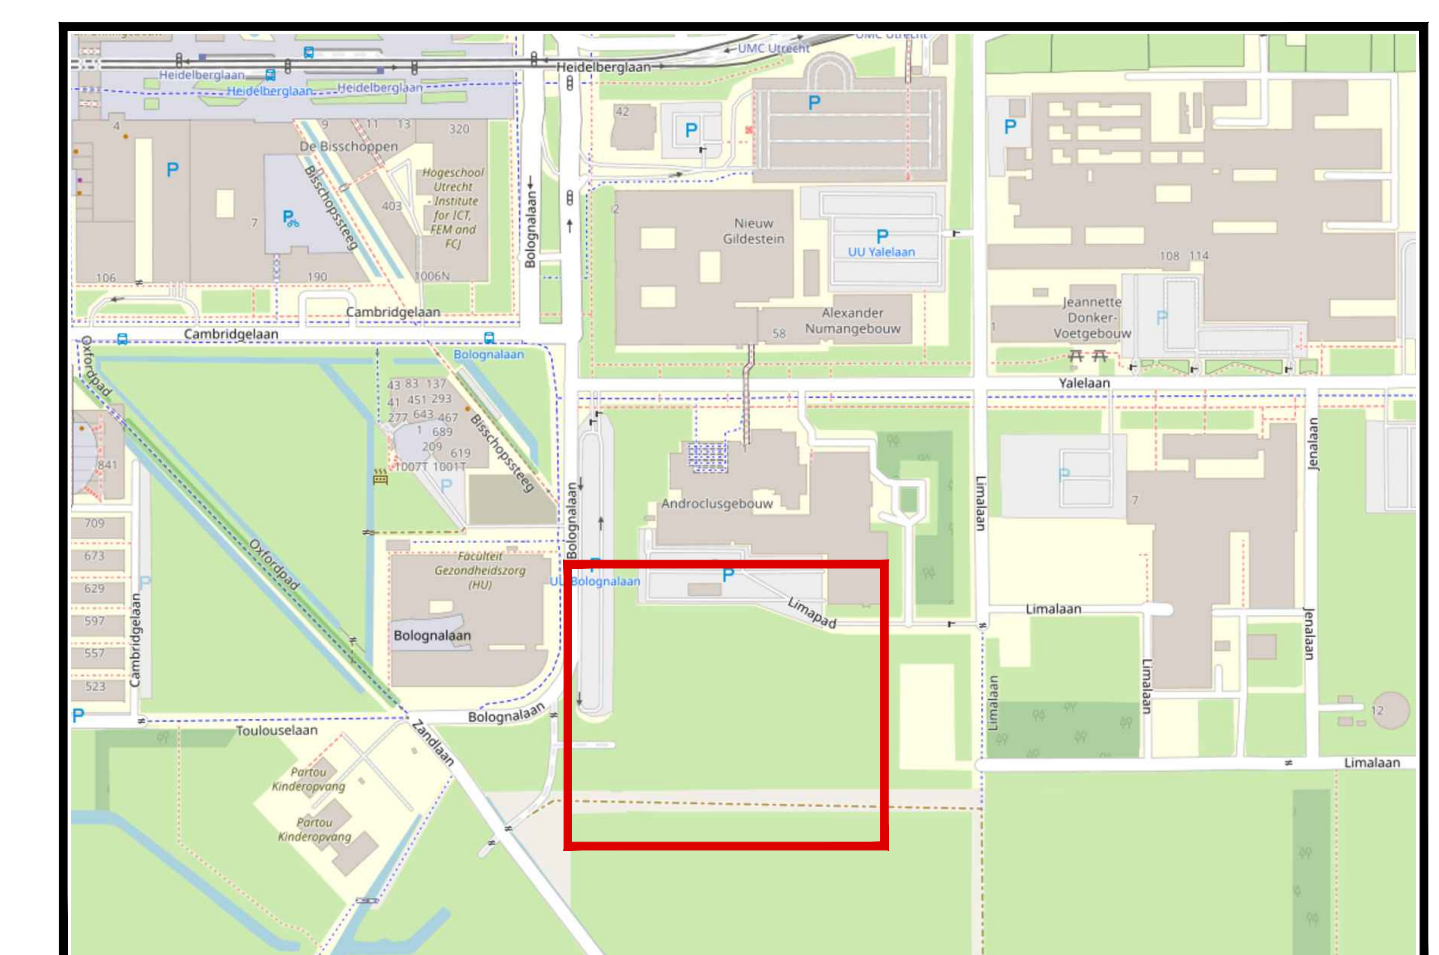 UMC Utrecht
UMC Utrecht
Heidelberglaan
Heidelberglaan
Heidelberglaan
Heidelberglaan
P
P
P
P
42
4
9
11
13
320
De Bisschoppen
Bisschopssteeg
Hogeschool
Utrecht
- Institute
for ICT,
FEM and
FCJ
403
7
P
106
190
1006N
Bolognalaan
2
Nieuw
Gildestein
P
UU Yalelaan
108
114
Cambridgelaan
Cambridgelaan
58
Alexander
Numangebouw
1
Jeannette
Donker-
Voetgebouw
P
Oxfordpad
Bolognalaan
Yalelaan
43 83 137
41 451 293
277 643 467
1 689
209
619
1007T 1001T
P
Bisschopssteeg
841
Bolognalaan
Androclusgebouw
Limalaan
P
7
Jenalaan
709
673
629
597
557
523
P
P
Cambridgelaan
Oxfordpad
Faculteit
Gezondheidszorg
(HU)
Bolognalaan
P
UU Bolognalaan
P
Limapad
Limalaan
Limalaan
Limalaan
Jenalaan
12
Toulouselaan
Bolognalaan
Zandlaan
Limalaan
Partou
Kinderopvang
Partou
Kinderopvang